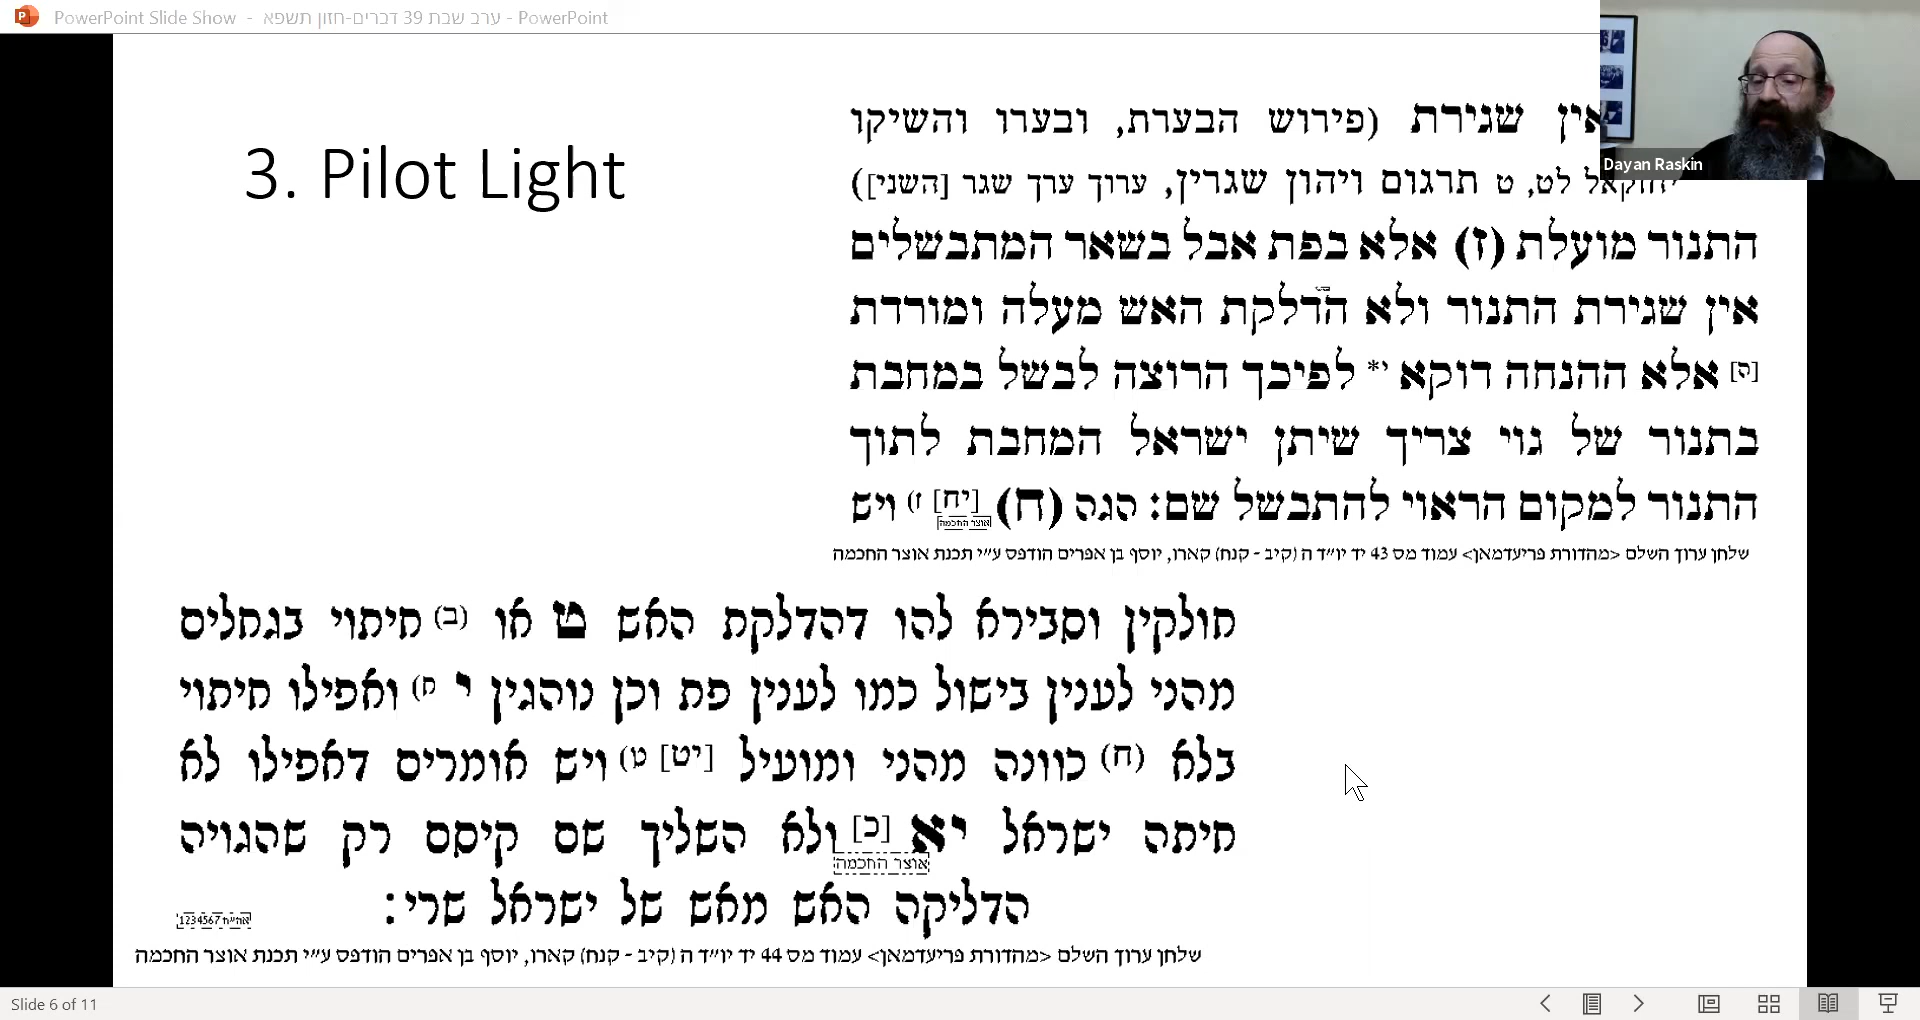 PowerPoint Slide Show - ערב שבת 39 דברים-חזון תשפא - PowerPoint
Dayan Raskin
3. Pilot Light
אין שגירת (פירוש הבערת, ובערו והשיקו
יחזקאל לט, ט תרגום ויהון שגרין, ערוך ערך שגר [השני])
התנור מועלת (ז) אלא בפת אבל בשאר המתבשלים
אין שגירת התנור ולא הדלקת האש מעלה ומורדת
[ה] אלא ההנחה דוקא י* לפיכך הרוצה לבשל במחבת
בתנור של גוי צריך שיתן ישראל המחבת לתוך
התנור למקום הראוי להתבשל שם: הגה (ח) [יח] ז) ויש
אוצר החכמה
שלחן ערוך השלם <מהדורת פריעדמאן> עמוד מס 43 יד יו״ד ה (קיב - קנח) קארו, יוסף בן אפרים הודפס ע״י תכנת אוצר החכמה
חולקין וסבירא להו דהדלקת האש ט או (ב) חיתוי בגחלים
מהני לענין בישול כמו לענין פת וכן נוהגין י ח) ואפילו חיתוי
בלא (ח) כוונה מהני ומועיל [יט] ט) ויש אומרים דאפילו לא
חיתה ישראל יא [כ] ולא השליך שם קיסם רק שהגויה
אוצר החכמה
הדליקה האש מאש של ישראל שרי:
אח״ח 1234567
שלחן ערוך השלם <מהדורת פריעדמאן> עמוד מס 44 יד יו״ד ה (קיב - קנח) קארו, יוסף בן אפרים הודפס ע״י תכנת אוצר החכמה
Slide 6 of 11